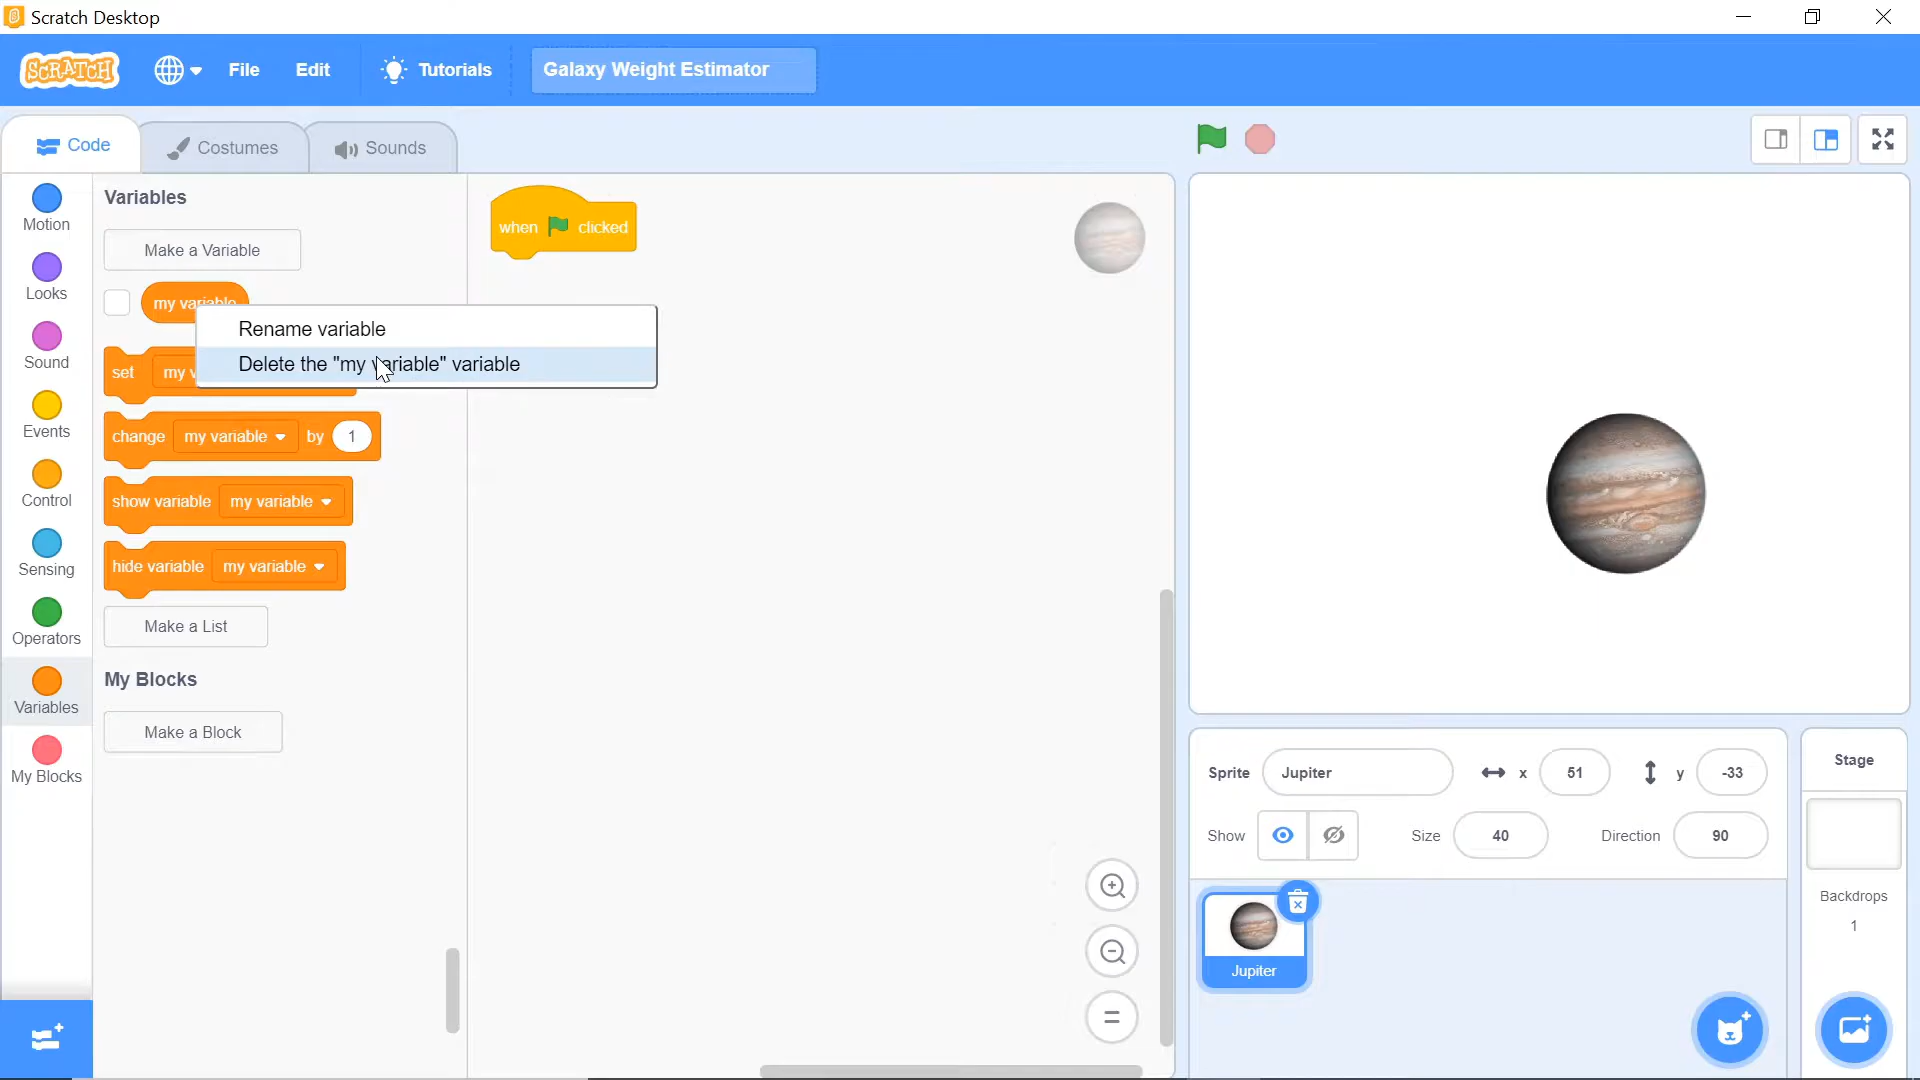 Scratch Desktop
SCRATCH
File
Edit
Tutorials
Galaxy Weight Estimator
Code
Costumes
Sounds
Motion
Looks
Sound
Events
Control
Sensing
Operators
Variables
My Blocks
Variables
Make a Variable
my variable
Rename variable
Delete the "my variable" variable
set my v
change my variable by 1
show variable my variable
hide variable my variable
Make a List
My Blocks
Make a Block
when clicked
Sprite Jupiter x 51 y -33
Show Size 40 Direction 90
Jupiter
Stage
Backdrops
1